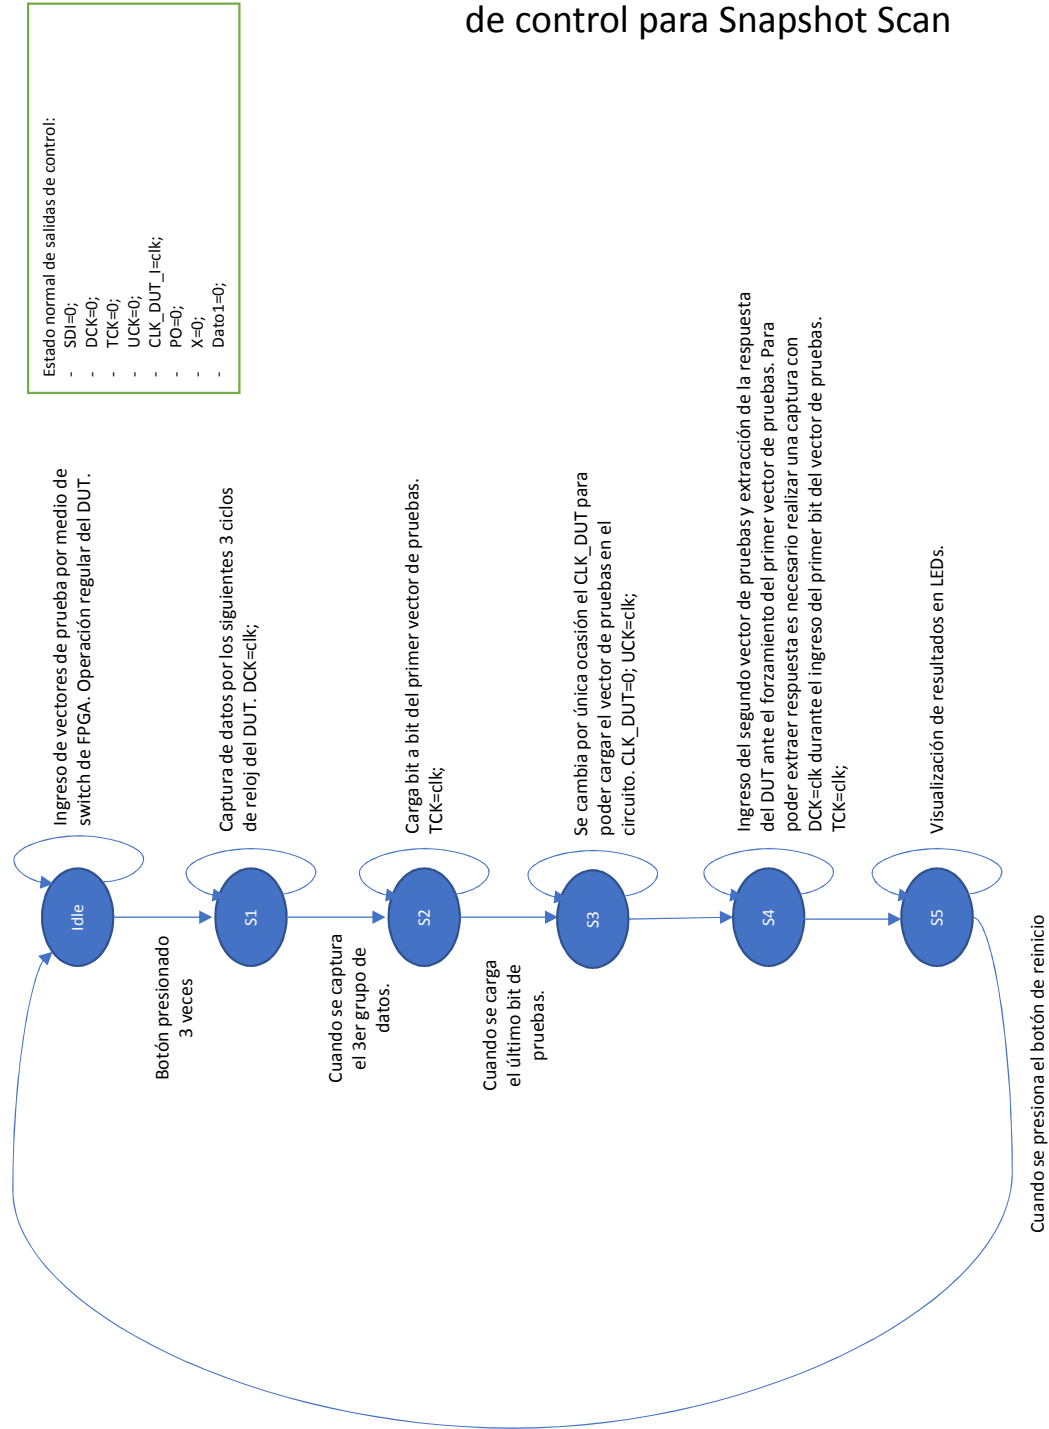 de control para Snapshot Scan
Estado normal de salidas de control:
- SDI=0;
- DCK=0;
- TCK=0;
- UCK=0;
- CLK_DUT_I=clk;
- PO=0;
- X=0;
- Dato1=0;
Idle
Ingreso de vectores de prueba por medio de
switch de FPGA. Operación regular del DUT.
Botón presionado
3 veces
S1
Captura de datos por los siguientes 3 ciclos
de reloj del DUT. DCK=clk;
Cuando se captura
el 3er grupo de
datos.
S2
Carga bit a bit del primer vector de pruebas.
TCK=clk;
Cuando se carga
el último bit de
pruebas.
S3
Se cambia por única ocasión el CLK_DUT para
poder cargar el vector de pruebas en el
circuito. CLK_DUT=0; UCK=clk;
S4
Ingreso del segundo vector de pruebas y extracción de la respuesta
del DUT ante el forzamiento del primer vector de pruebas. Para
poder extraer respuesta es necesario realizar una captura con
DCK=clk durante el ingreso del primer bit del vector de pruebas.
TCK=clk;
S5
Visualización de resultados en LEDs.
Cuando se presiona el botón de reinicio